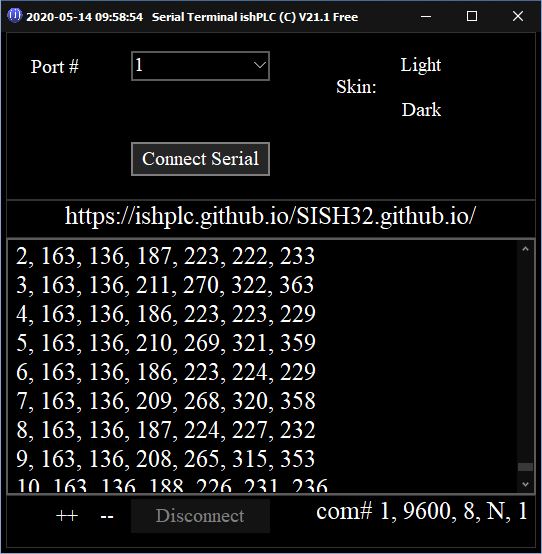 2020-05-14 09:58:54 Serial Terminal ishPLC (C) V21.1 Free
Port #
1
Skin:
Light
Dark
Connect Serial
https://ishplc.github.io/SISH32.github.io/
2, 163, 136, 187, 223, 222, 233
3, 163, 136, 211, 270, 322, 363
4, 163, 136, 186, 223, 223, 229
5, 163, 136, 210, 269, 321, 359
6, 163, 136, 186, 223, 224, 229
7, 163, 136, 209, 268, 320, 358
8, 163, 136, 187, 224, 227, 232
9, 163, 136, 208, 265, 315, 353
10, 163, 136, 188, 226, 231, 236
++ -- Disconnect com# 1, 9600, 8, N, 1